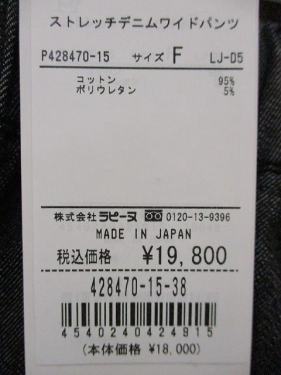 ストレッチデニムワイドパンツ
P428470-15 サイズ F LJ-05
コットン 95%
ポリウレタン 5%
株式会社ラピーヌ 0120-13-9396
MADE IN JAPAN
税込価格 ¥19,800
428470-15-38
4540240424915
(本体価格 ¥18,000)